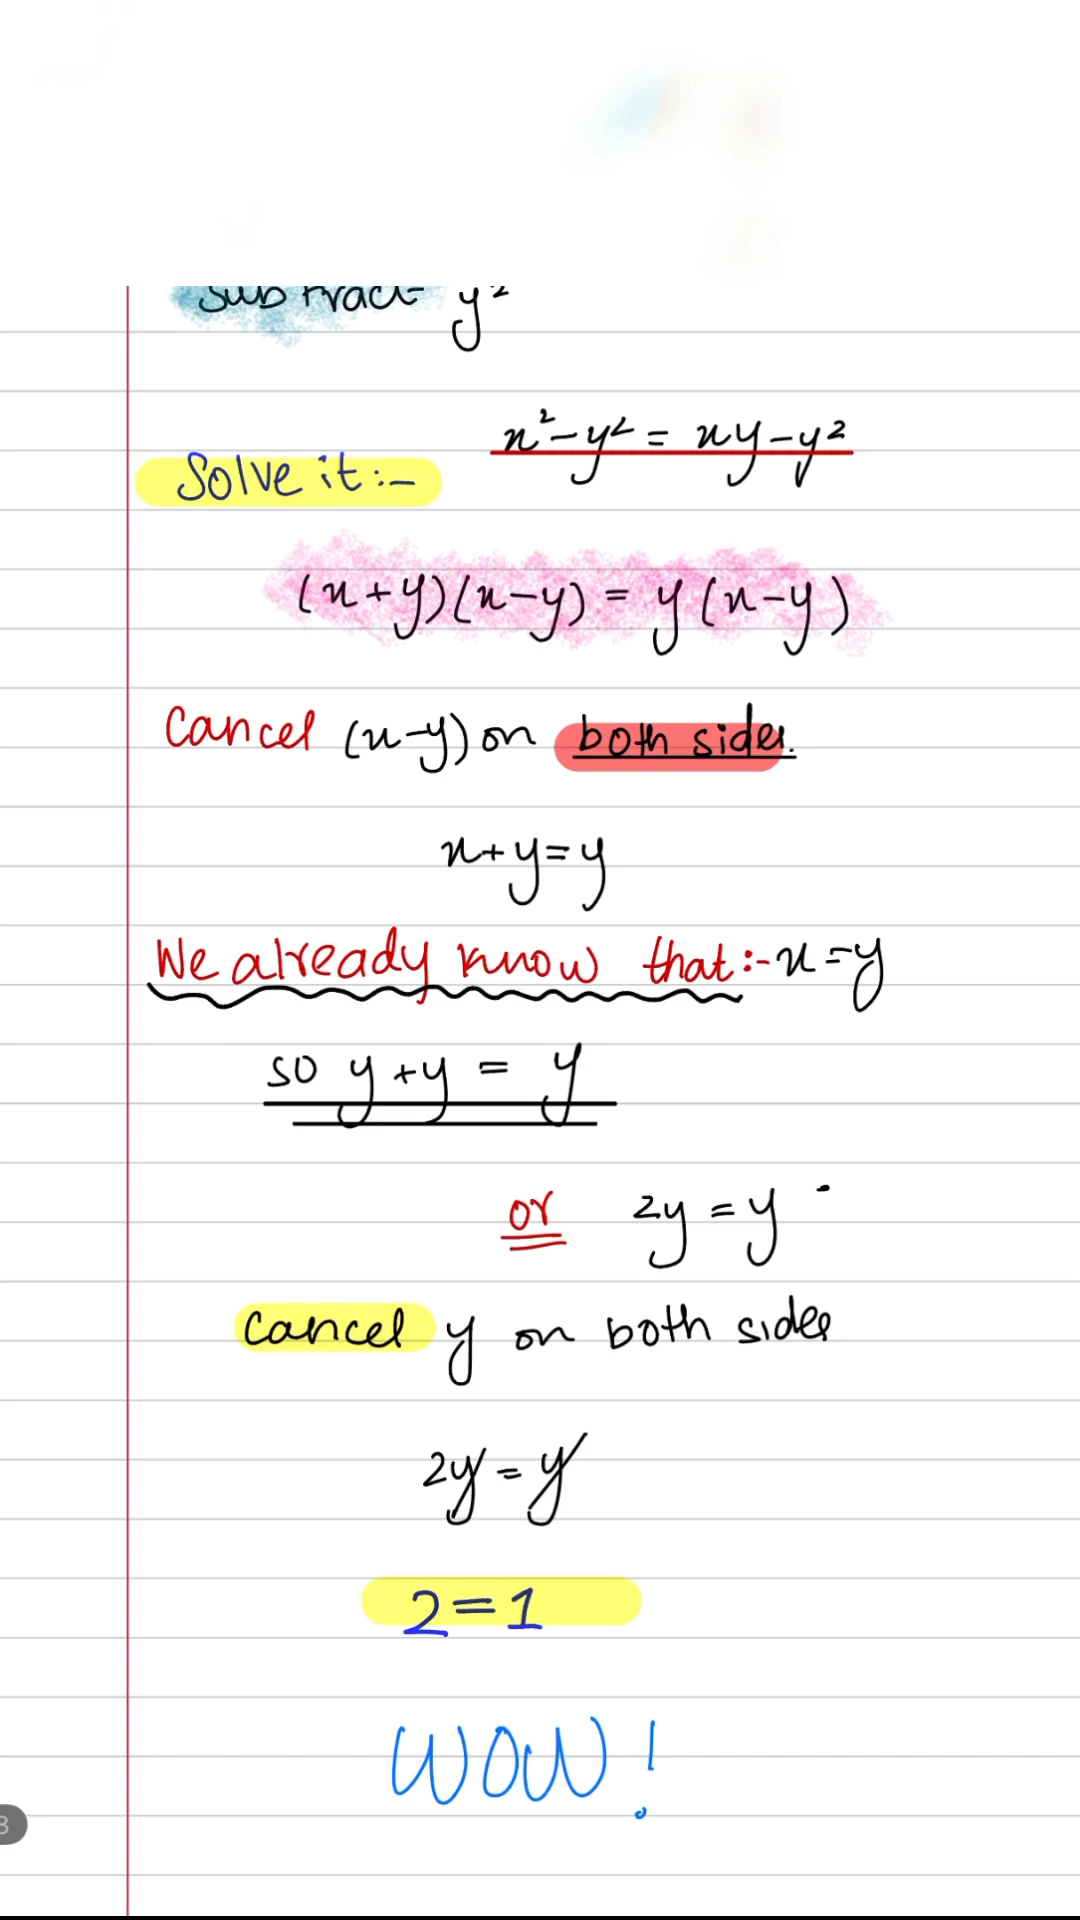 Subtract y²
x²-y² = xy-y²
Solve it :-
(x+y)(x-y) = y(x-y)
Cancel (x-y) on both sides.
x+y=y
We already know that :- x=y
so y+y = y
or 2y = y
Cancel y on both sides
2y = y
2=1
WOW!